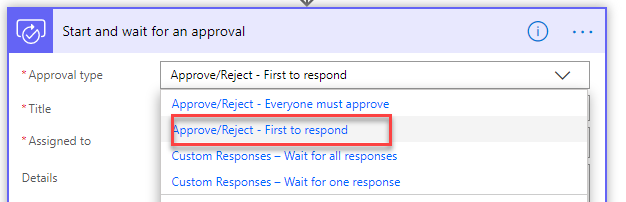 Start and wait for an approval
* Approval type
Approve/Reject - First to respond
Approve/Reject - Everyone must approve
* Title
Approve/Reject - First to respond
* Assigned to
Custom Responses – Wait for all responses
Details
Custom Responses – Wait for one response